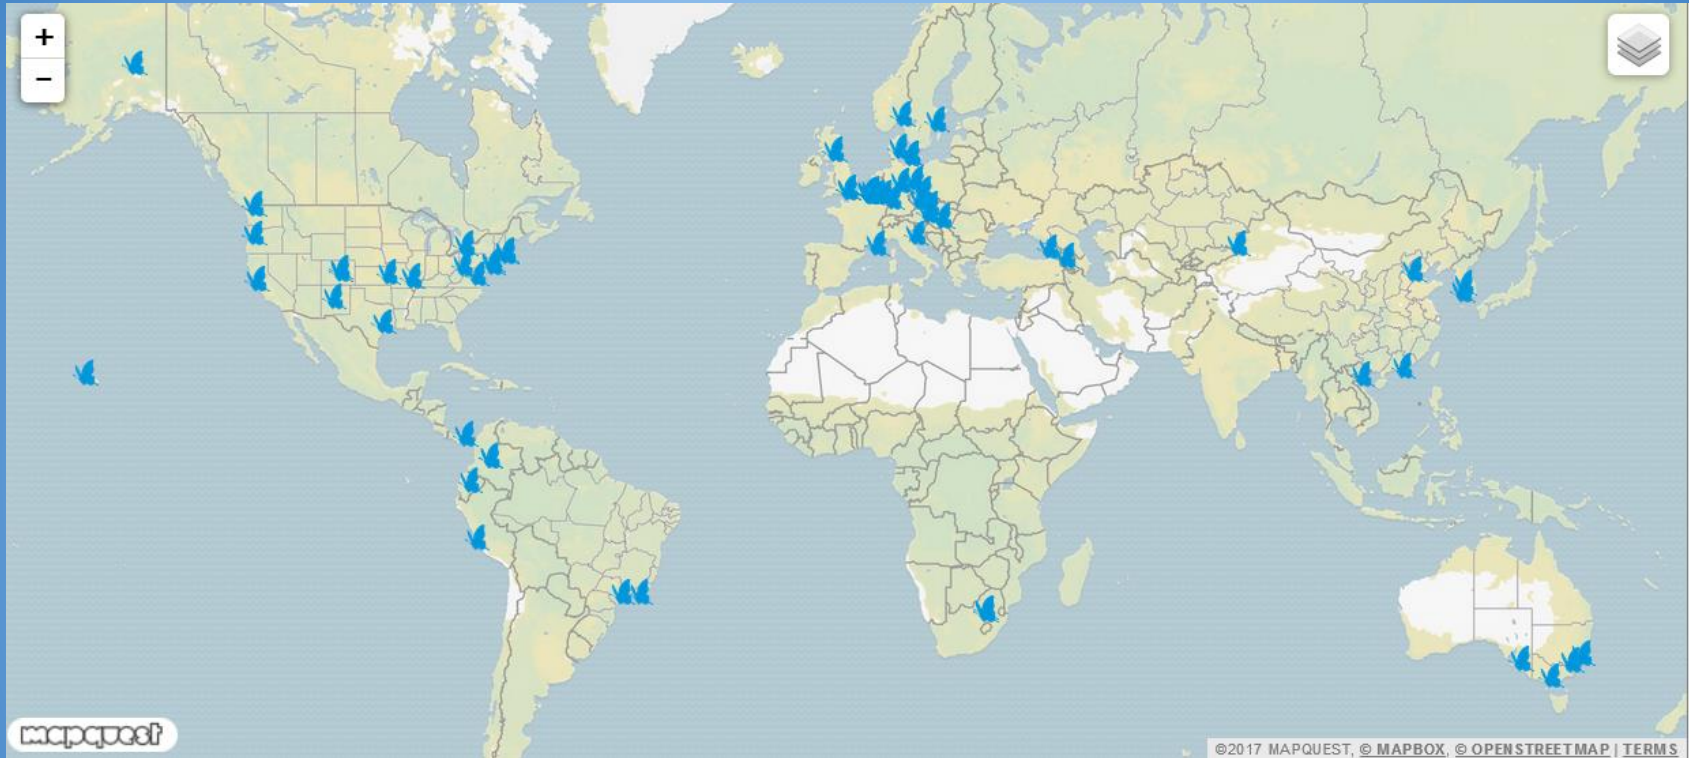 +
−
mapquest
©2017 MAPQUEST, © MAPBOX, © OPENSTREETMAP | TERMS